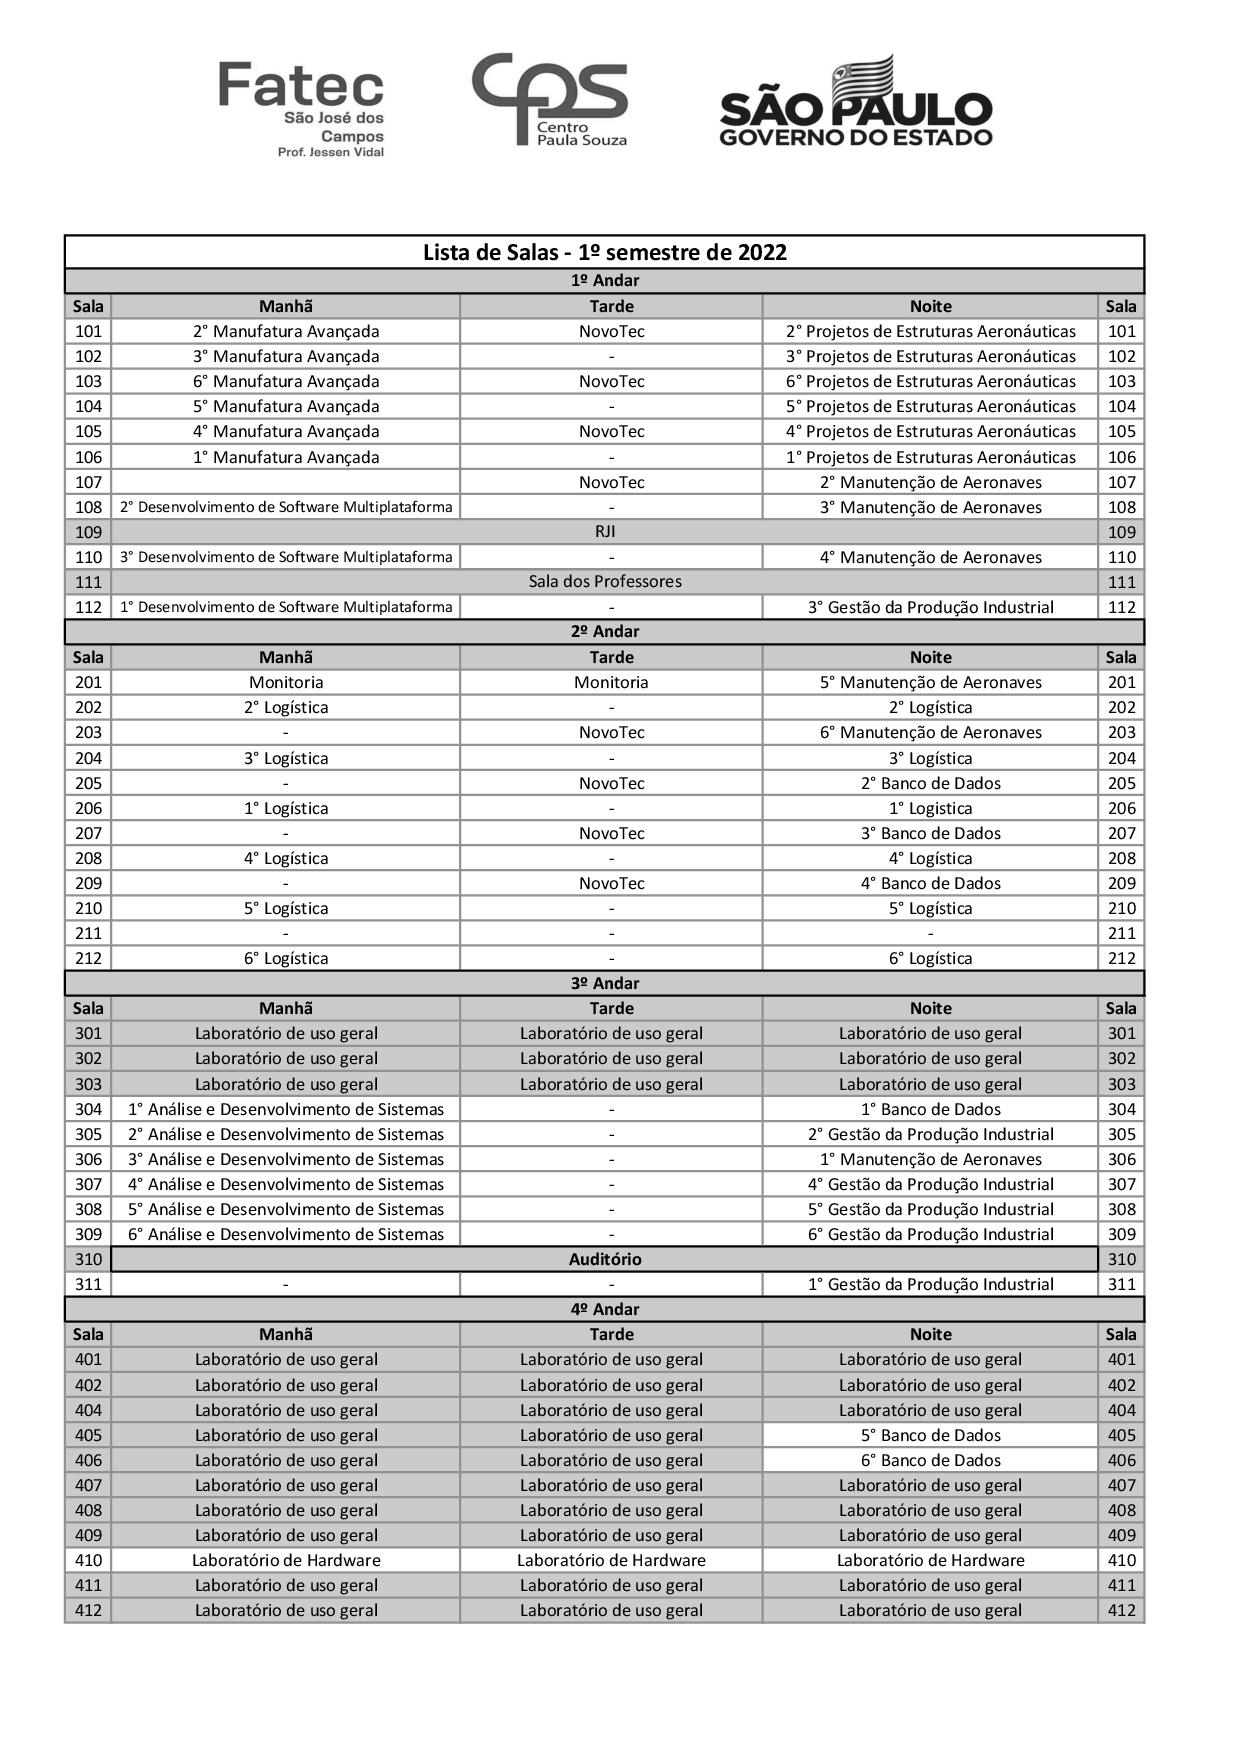 Fatec
São José dos
Campos
Prof. Jessen Vidal
CPS
Centro
Paula Souza
SÃO PAULO
GOVERNO DO ESTADO
Lista de Salas - 1º semestre de 2022
1º Andar
Sala Manhã Tarde Noite Sala
101 2° Manufatura Avançada NovoTec 2° Projetos de Estruturas Aeronáuticas 101
102 3° Manufatura Avançada - 3° Projetos de Estruturas Aeronáuticas 102
103 6° Manufatura Avançada NovoTec 6° Projetos de Estruturas Aeronáuticas 103
104 5° Manufatura Avançada - 5° Projetos de Estruturas Aeronáuticas 104
105 4° Manufatura Avançada NovoTec 4° Projetos de Estruturas Aeronáuticas 105
106 1° Manufatura Avançada - 1° Projetos de Estruturas Aeronáuticas 106
107 NovoTec 2° Manutenção de Aeronaves 107
108 2° Desenvolvimento de Software Multiplataforma - 3° Manutenção de Aeronaves 108
109 RJI 109
110 3° Desenvolvimento de Software Multiplataforma - 4° Manutenção de Aeronaves 110
111 Sala dos Professores 111
112 1° Desenvolvimento de Software Multiplataforma - 3° Gestão da Produção Industrial 112
2º Andar
Sala Manhã Tarde Noite Sala
201 Monitoria Monitoria 5° Manutenção de Aeronaves 201
202 2° Logística - 2° Logística 202
203 - NovoTec 6° Manutenção de Aeronaves 203
204 3° Logística - 3° Logística 204
205 - NovoTec 2° Banco de Dados 205
206 1° Logística - 1° Logistica 206
207 - NovoTec 3° Banco de Dados 207
208 4° Logística - 4° Logística 208
209 - NovoTec 4° Banco de Dados 209
210 5° Logística - 5° Logística 210
211 - - - 211
212 6° Logística - 6° Logística 212
3º Andar
Sala Manhã Tarde Noite Sala
301 Laboratório de uso geral Laboratório de uso geral Laboratório de uso geral 301
302 Laboratório de uso geral Laboratório de uso geral Laboratório de uso geral 302
303 Laboratório de uso geral Laboratório de uso geral Laboratório de uso geral 303
304 1° Análise e Desenvolvimento de Sistemas - 1° Banco de Dados 304
305 2° Análise e Desenvolvimento de Sistemas - 2° Gestão da Produção Industrial 305
306 3° Análise e Desenvolvimento de Sistemas - 1° Manutenção de Aeronaves 306
307 4° Análise e Desenvolvimento de Sistemas - 4° Gestão da Produção Industrial 307
308 5° Análise e Desenvolvimento de Sistemas - 5° Gestão da Produção Industrial 308
309 6° Análise e Desenvolvimento de Sistemas - 6° Gestão da Produção Industrial 309
310 Auditório 310
311 - - 1° Gestão da Produção Industrial 311
4º Andar
Sala Manhã Tarde Noite Sala
401 Laboratório de uso geral Laboratório de uso geral Laboratório de uso geral 401
402 Laboratório de uso geral Laboratório de uso geral Laboratório de uso geral 402
404 Laboratório de uso geral Laboratório de uso geral Laboratório de uso geral 404
405 Laboratório de uso geral Laboratório de uso geral 5° Banco de Dados 405
406 Laboratório de uso geral Laboratório de uso geral 6° Banco de Dados 406
407 Laboratório de uso geral Laboratório de uso geral Laboratório de uso geral 407
408 Laboratório de uso geral Laboratório de uso geral Laboratório de uso geral 408
409 Laboratório de uso geral Laboratório de uso geral Laboratório de uso geral 409
410 Laboratório de Hardware Laboratório de Hardware Laboratório de Hardware 410
411 Laboratório de uso geral Laboratório de uso geral Laboratório de uso geral 411
412 Laboratório de uso geral Laboratório de uso geral Laboratório de uso geral 412